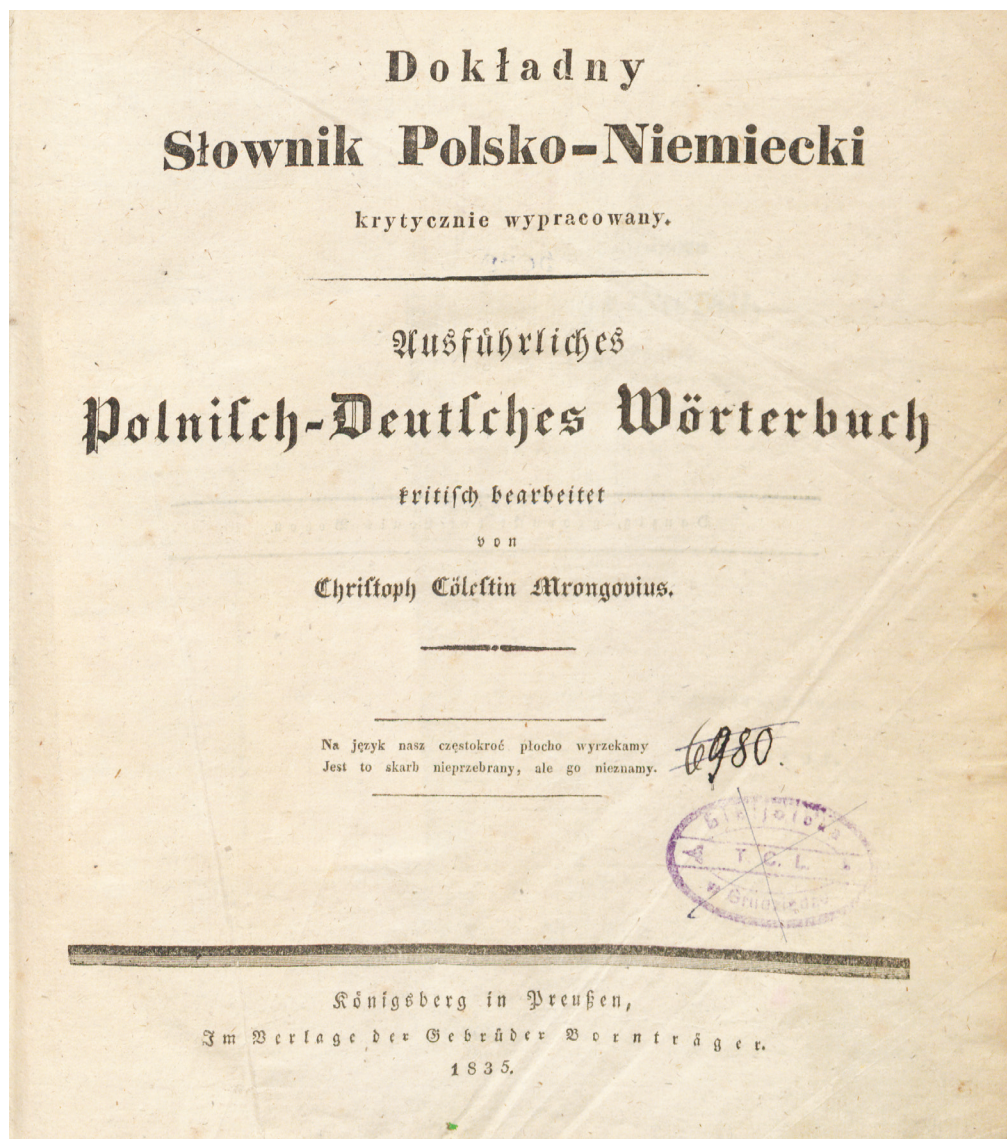 Dokładny
Słownik Polsko-Niemiecki
krytycznie wypracowany.
Ausführliches
Polnisch-Deutsches Wörterbuch
kritisch bearbeitet
von
Christoph Cölestin Mrongovius.
Na język nasz częstokroć płocho wyrzekamy
Jest to skarb nieprzebrany, ale go nieznamy.
6980.
T. C. L.
Königsberg in Preußen,
Im Verlage der Gebrüder Bornträger.
1835.